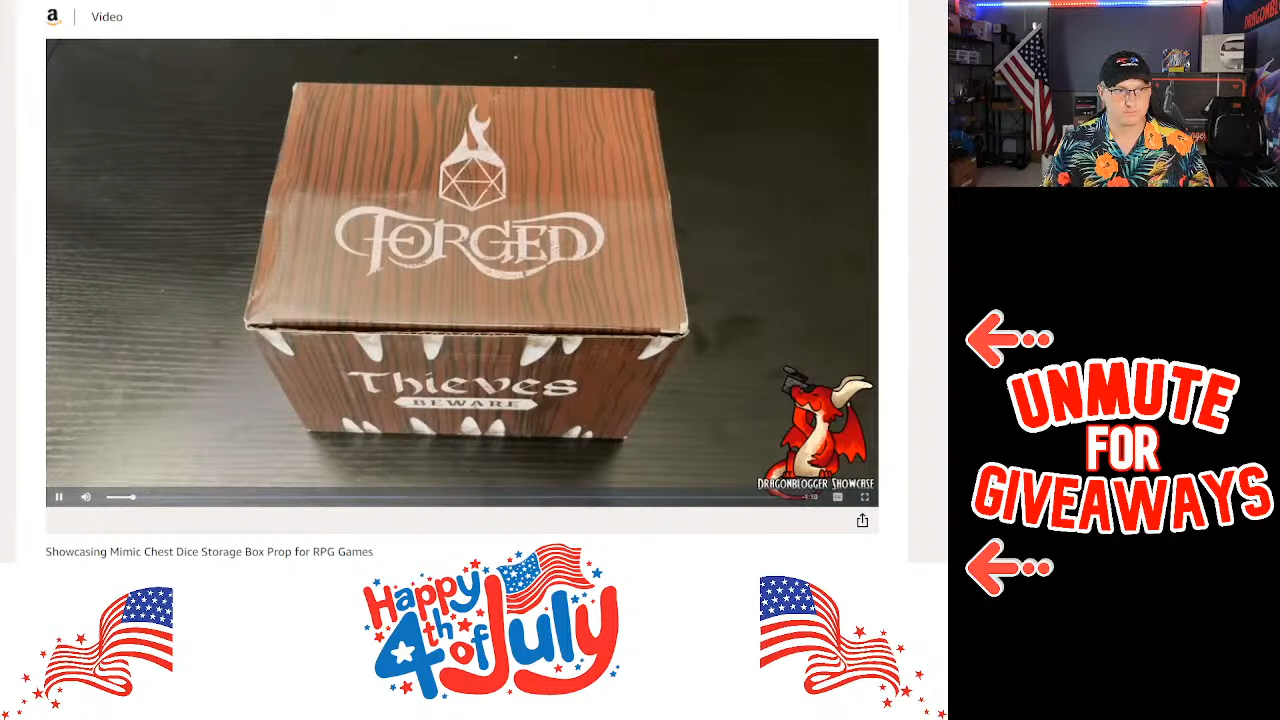 a
Video
FORGED
Thieves
BEWARE
DRAGONBLOGGER SHOWCASE
Showcasing Mimic Chest Dice Storage Box Prop for RPG Games
Happy
4th of July
UNMUTE
FOR
GIVEAWAYS